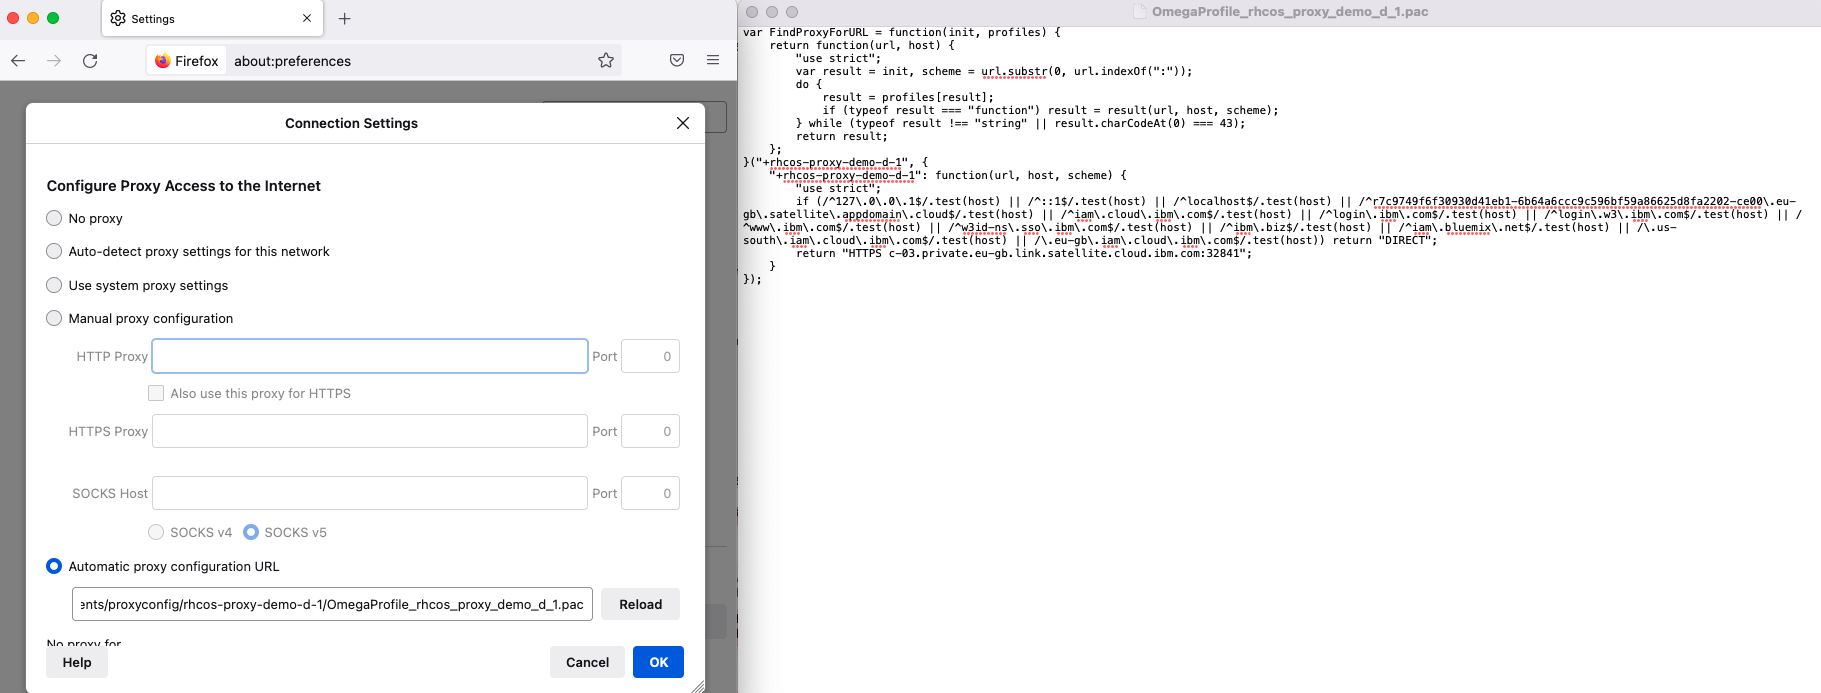 Settings
Firefox
about:preferences
Connection Settings
Configure Proxy Access to the Internet
No proxy
Auto-detect proxy settings for this network
Use system proxy settings
Manual proxy configuration
HTTP Proxy
Port 0
Also use this proxy for HTTPS
HTTPS Proxy
Port 0
SOCKS Host
Port 0
SOCKS v4 SOCKS v5
Automatic proxy configuration URL
ents/proxyconfig/rhcos-proxy-demo-d-1/OmegaProfile_rhcos_proxy_demo_d_1.pac
Reload
No proxy for
Help
Cancel
OK
OmegaProfile_rhcos_proxy_demo_d_1.pac
var FindProxyForURL = function(init, profiles) {
    return function(url, host) {
        "use strict";
        var result = init, scheme = url.substr(0, url.indexOf(":"));
        do {
            result = profiles[result];
            if (typeof result === "function") result = result(url, host, scheme);
        } while (typeof result !== "string" || result.charCodeAt(0) === 43);
        return result;
    };
}("+rhcos-proxy-demo-d-1", {
    "+rhcos-proxy-demo-d-1": function(url, host, scheme) {
        "use strict";
        if (/^127\.0\.0\.1$/.test(host) || /^::1$/.test(host) || /^localhost$/.test(host) || /^r7c9749f6f30930d41eb1-6b64a6ccc9c596bf59a86625d8fa2202-ce00\.eu-
gb\.satellite\.appdomain\.cloud$/.test(host) || /^iam\.cloud\.ibm\.com$/.test(host) || /^login\.ibm\.com$/.test(host) || /^login\.w3\.ibm\.com$/.test(host) || /
^www\.ibm\.com$/.test(host) || /^w3id-ns\.sso\.ibm\.com$/.test(host) || /^ibm\.biz$/.test(host) || /^iam\.bluemix\.net$/.test(host) || /\.us-
south\.iam\.cloud\.ibm\.com$/.test(host) || /\.eu-gb\.iam\.cloud\.ibm\.com$/.test(host)) return "DIRECT";
        return "HTTPS c-03.private.eu-gb.link.satellite.cloud.ibm.com:32841";
    }
});